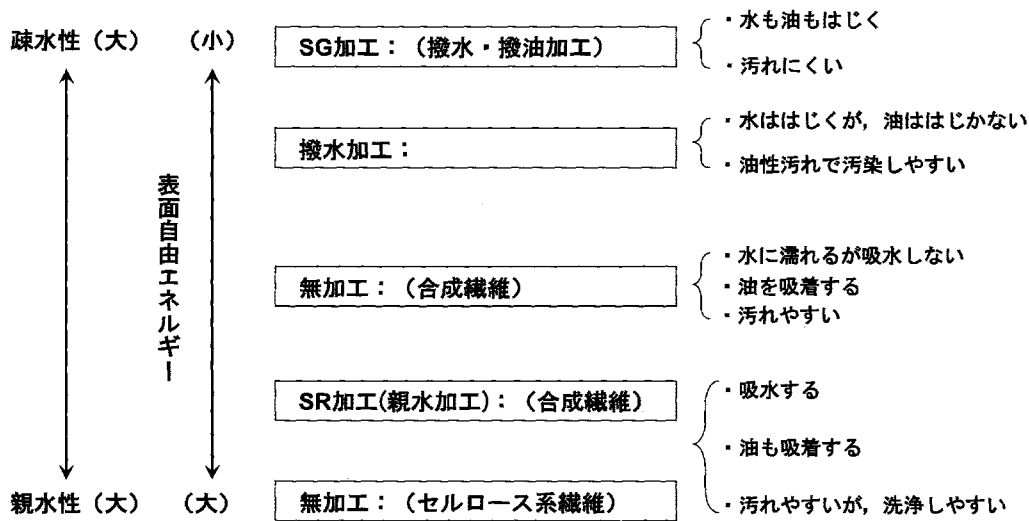 疎水性（大）　（小）
SG加工：（撥水・撥油加工）
・水も油もはじく
・汚れにくい
撥水加工：
・水ははじくが，油ははじかない
・油性汚れで汚染しやすい
表面自由エネルギー
無加工：（合成繊維）
・水に濡れるが吸水しない
・油を吸着する
・汚れやすい
SR加工(親水加工)：（合成繊維）
・吸水する
・油も吸着する
親水性（大）　（大）
無加工：（セルロース系繊維）
・汚れやすいが，洗浄しやすい